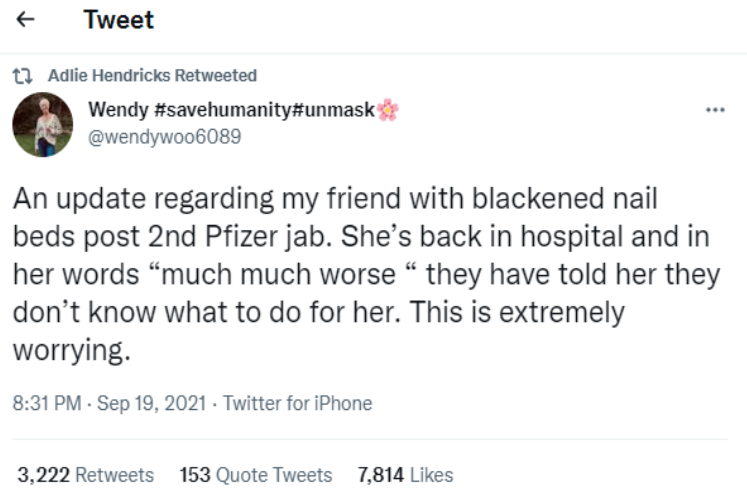 Tweet
Adlie Hendricks Retweeted
Wendy #savehumanity#unmask🌸
@wendywoo6089
An update regarding my friend with blackened nail
beds post 2nd Pfizer jab. She’s back in hospital and in
her words “much much worse “ they have told her they
don’t know what to do for her. This is extremely
worrying.
8:31 PM · Sep 19, 2021 · Twitter for iPhone
3,222 Retweets 153 Quote Tweets 7,814 Likes